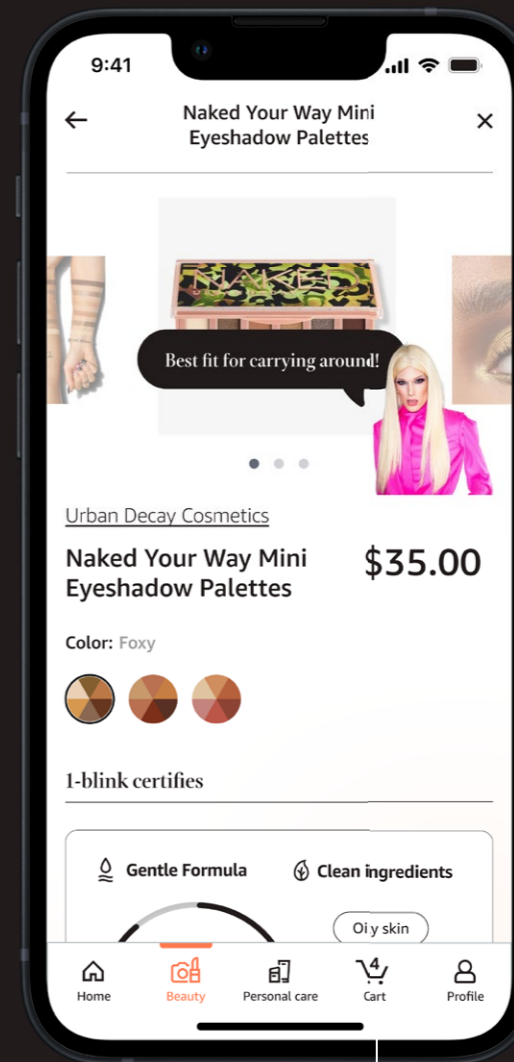 9:41
Naked Your Way Mini
Eyeshadow Palettes
NAKED
Best fit for carrying around!
Urban Decay Cosmetics
Naked Your Way Mini
Eyeshadow Palettes
$35.00
Color: Foxy
1-blink certifies
Gentle Formula
Clean ingredients
Oi y skin
4
Home
Beauty
Personal care
Cart
Profile